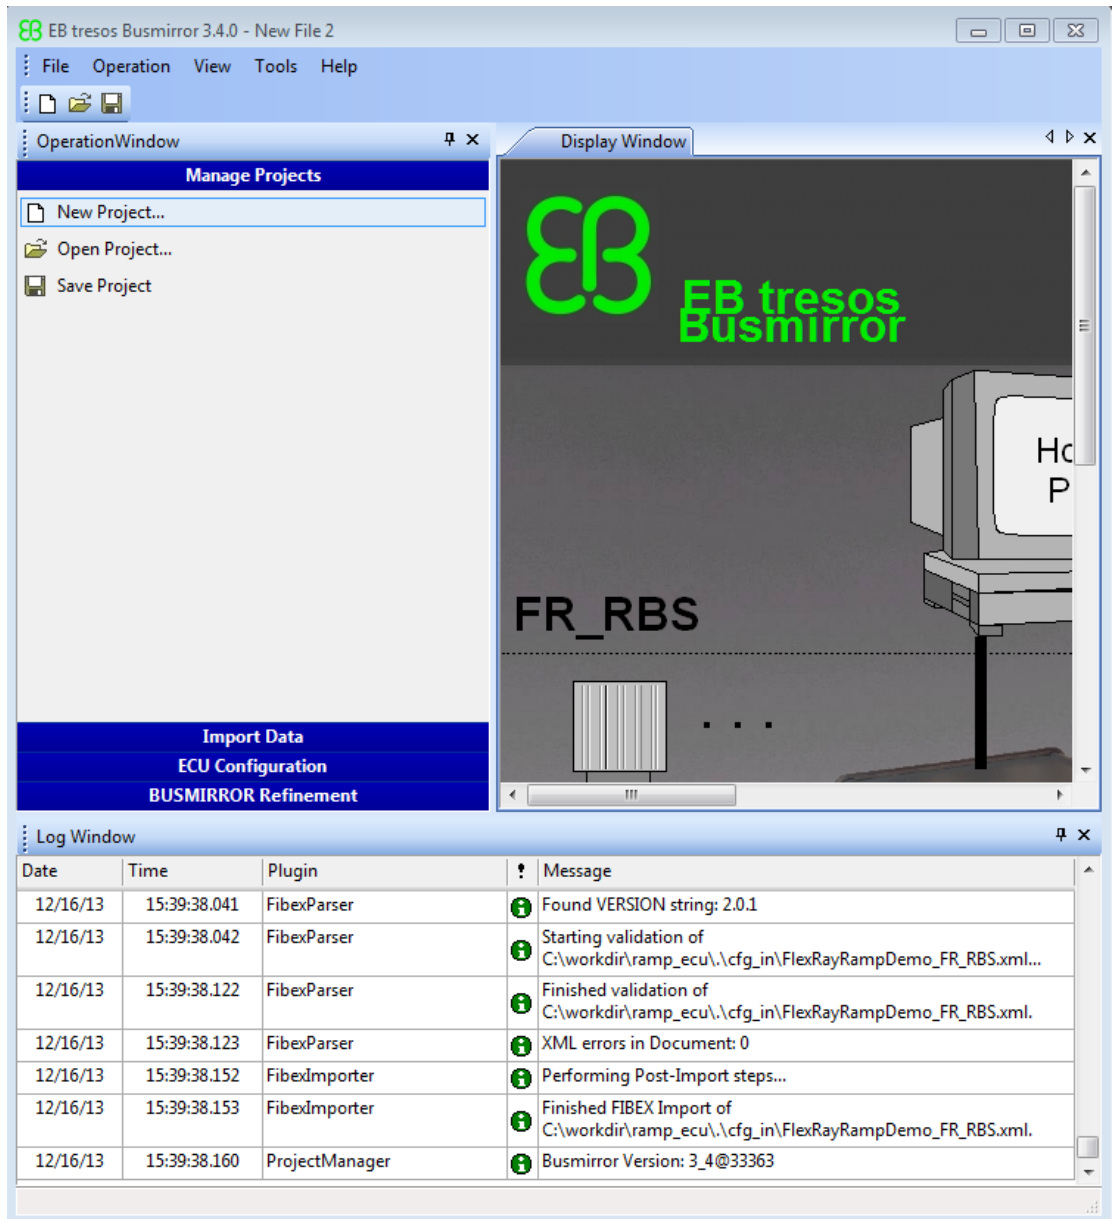 EB tresos Busmirror 3.4.0 - New File 2
File Operation View Tools Help
OperationWindow
Manage Projects
New Project...
Open Project...
Save Project
Import Data
ECU Configuration
BUSMIRROR Refinement
Display Window
EB
EB tresos
Busmirror
Ho
P
FR_RBS
. . .
Log Window
Date Time Plugin ! Message
12/16/13 15:39:38.041 FibexParser Found VERSION string: 2.0.1
12/16/13 15:39:38.042 FibexParser Starting validation of
C:\workdir\ramp_ecu\.\cfg_in\FlexRayRampDemo_FR_RBS.xml...
12/16/13 15:39:38.122 FibexParser Finished validation of
C:\workdir\ramp_ecu\.\cfg_in\FlexRayRampDemo_FR_RBS.xml.
12/16/13 15:39:38.123 FibexParser XML errors in Document: 0
12/16/13 15:39:38.152 FibexImporter Performing Post-Import steps...
12/16/13 15:39:38.153 FibexImporter Finished FIBEX Import of
C:\workdir\ramp_ecu\.\cfg_in\FlexRayRampDemo_FR_RBS.xml.
12/16/13 15:39:38.160 ProjectManager Busmirror Version: 3_4@33363